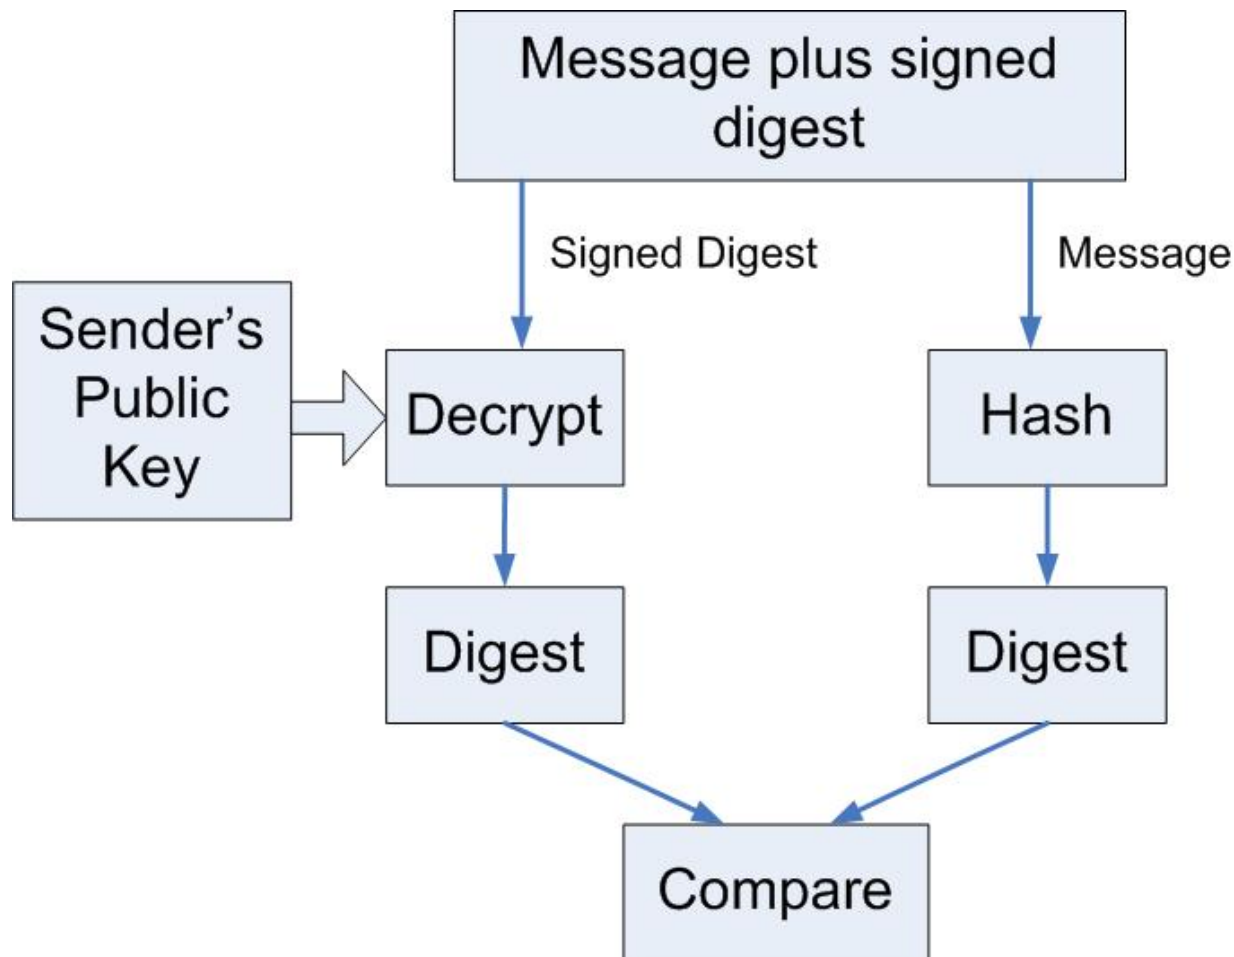 Message plus signed
digest
Signed Digest
Message
Sender’s
Public
Key
Decrypt
Hash
Digest
Digest
Compare